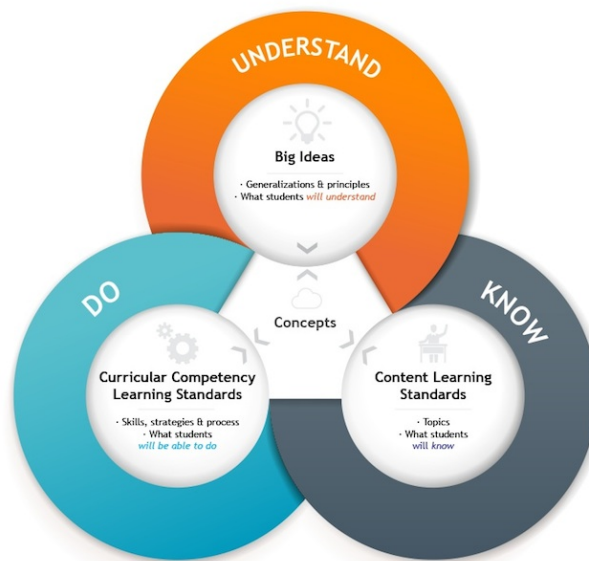 UNDERSTAND
Big Ideas
· Generalizations & principles
· What students will understand
DO
KNOW
Concepts
Curricular Competency
Learning Standards
· Skills, strategies & process
· What students
will be able to do
Content Learning
Standards
· Topics
· What students
will know